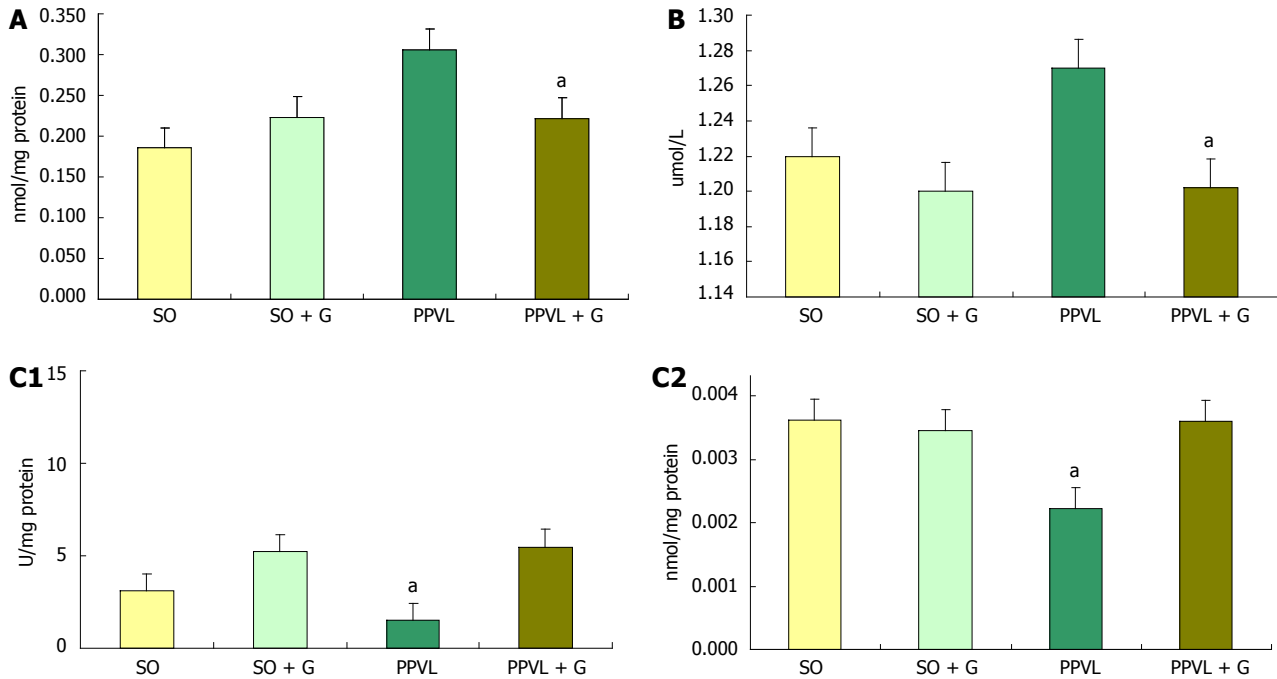 A
nmol/mg protein
0.350
0.300
0.250
0.200
0.150
0.100
0.050
0.000
a
SO SO + G PPVL PPVL + G
B
umol/L
1.30
1.28
1.26
1.24
1.22
1.20
1.18
1.16
1.14
a
SO SO + G PPVL PPVL + G
C1
U/mg protein
15
10
5
0
a
SO SO + G PPVL PPVL + G
C2
nmol/mg protein
0.004
0.003
0.002
0.001
0.000
a
SO SO + G PPVL PPVL + G